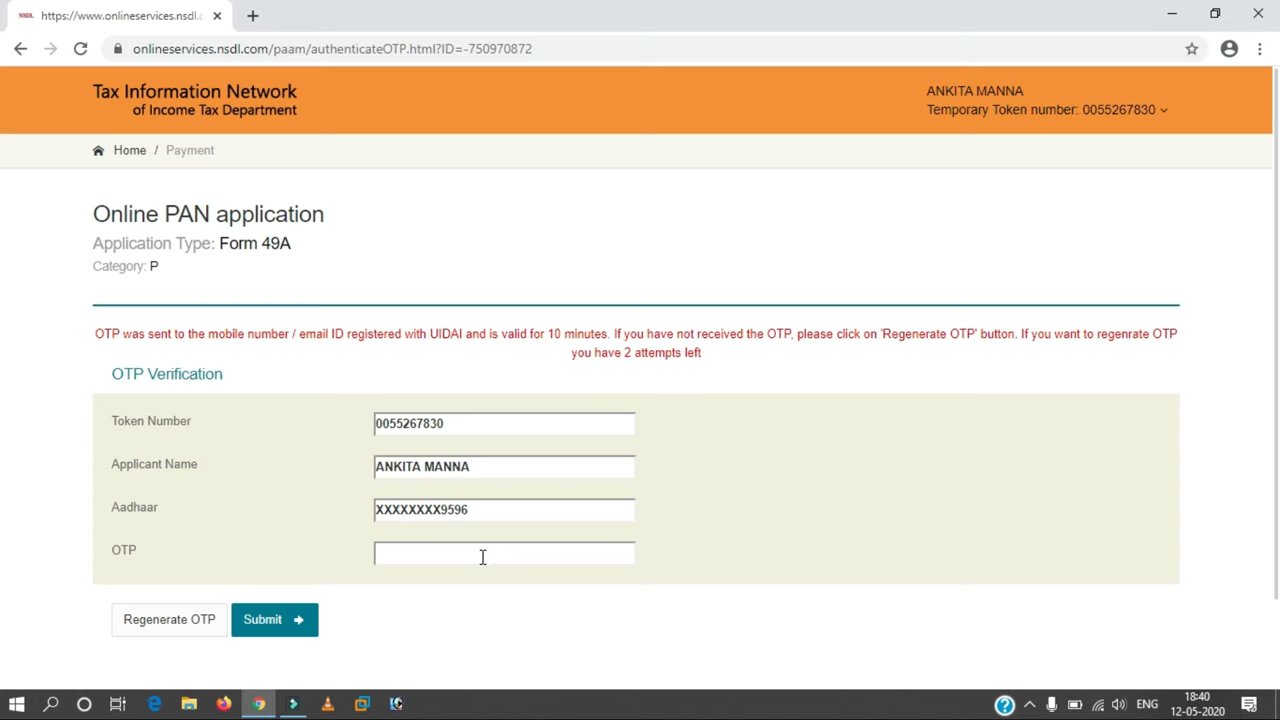 NSDL https://www.onlineservices.nsdl.c
onlineservices.nsdl.com/paam/authenticateOTP.html?ID=-750970872
Tax Information Network
of Income Tax Department
ANKITA MANNA
Temporary Token number: 0055267830
Home / Payment
Online PAN application
Application Type: Form 49A
Category: P
OTP was sent to the mobile number / email ID registered with UIDAI and is valid for 10 minutes. If you have not received the OTP, please click on 'Regenerate OTP' button. If you want to regenrate OTP
you have 2 attempts left
OTP Verification
Token Number 0055267830
Applicant Name ANKITA MANNA
Aadhaar XXXXXXXX9596
OTP
Regenerate OTP Submit
ENG
18:40
12-05-2020